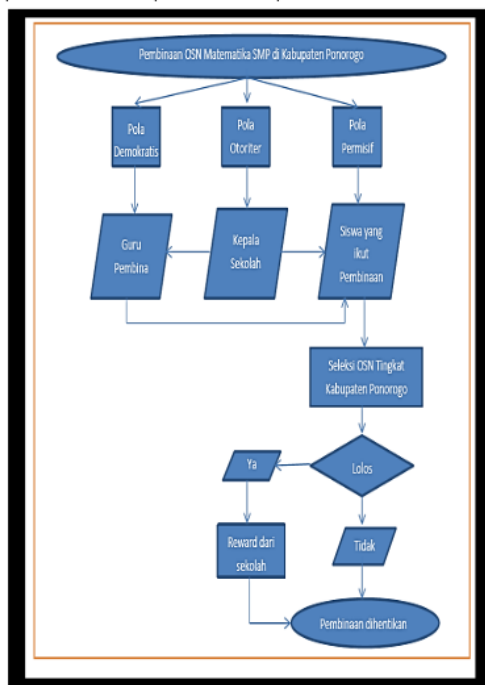 Pembinaan OSN Matematika SMP di Kabupaten Ponorogo
Pola
Demokratis
Pola
Otoriter
Pola
Permisif
Guru
Pembina
Kepala
Sekolah
Siswa yang
ikut
Pembinaan
Seleksi OSN Tingkat
Kabupaten Ponorogo
Lolos
Ya
Tidak
Reward dari
sekolah
Pembinaan dihentikan